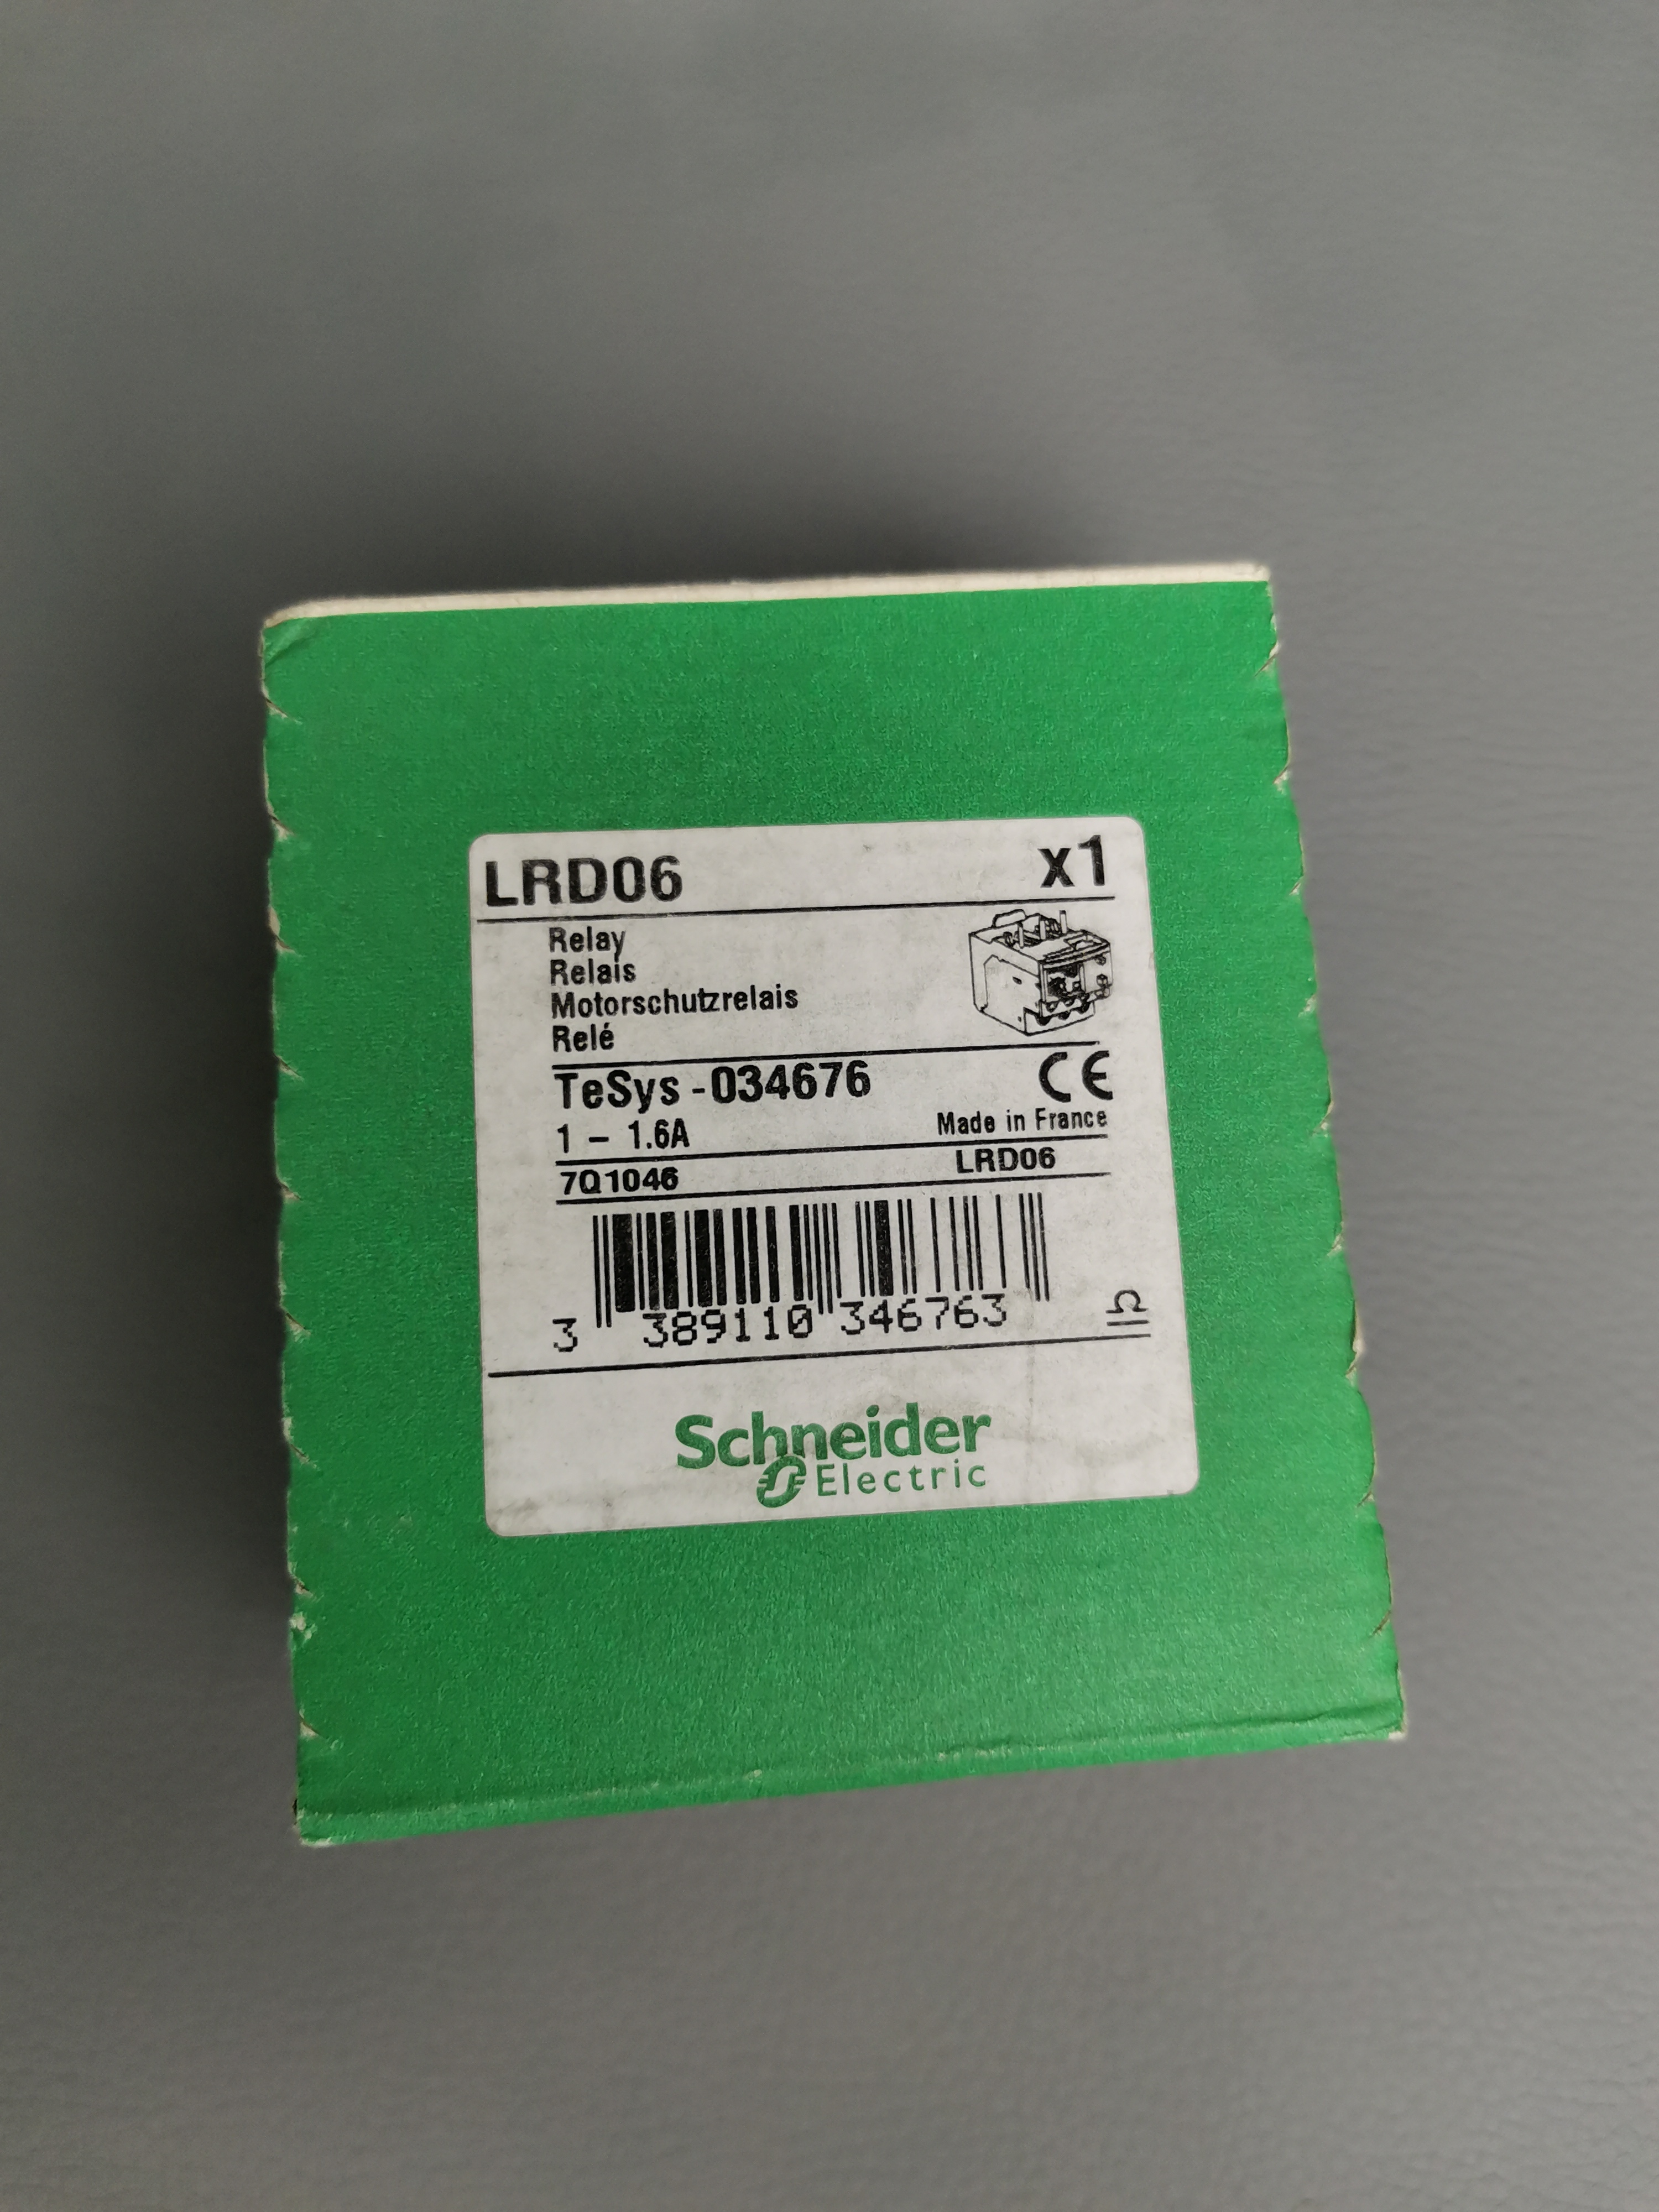 LRD06 x1
Relay
Relais
Motorschutzrelais
Relé
TeSys -034676 CE
1 - 1.6A Made in France
7Q1046 LRD06
3 389110 346763
Schneider
Electric